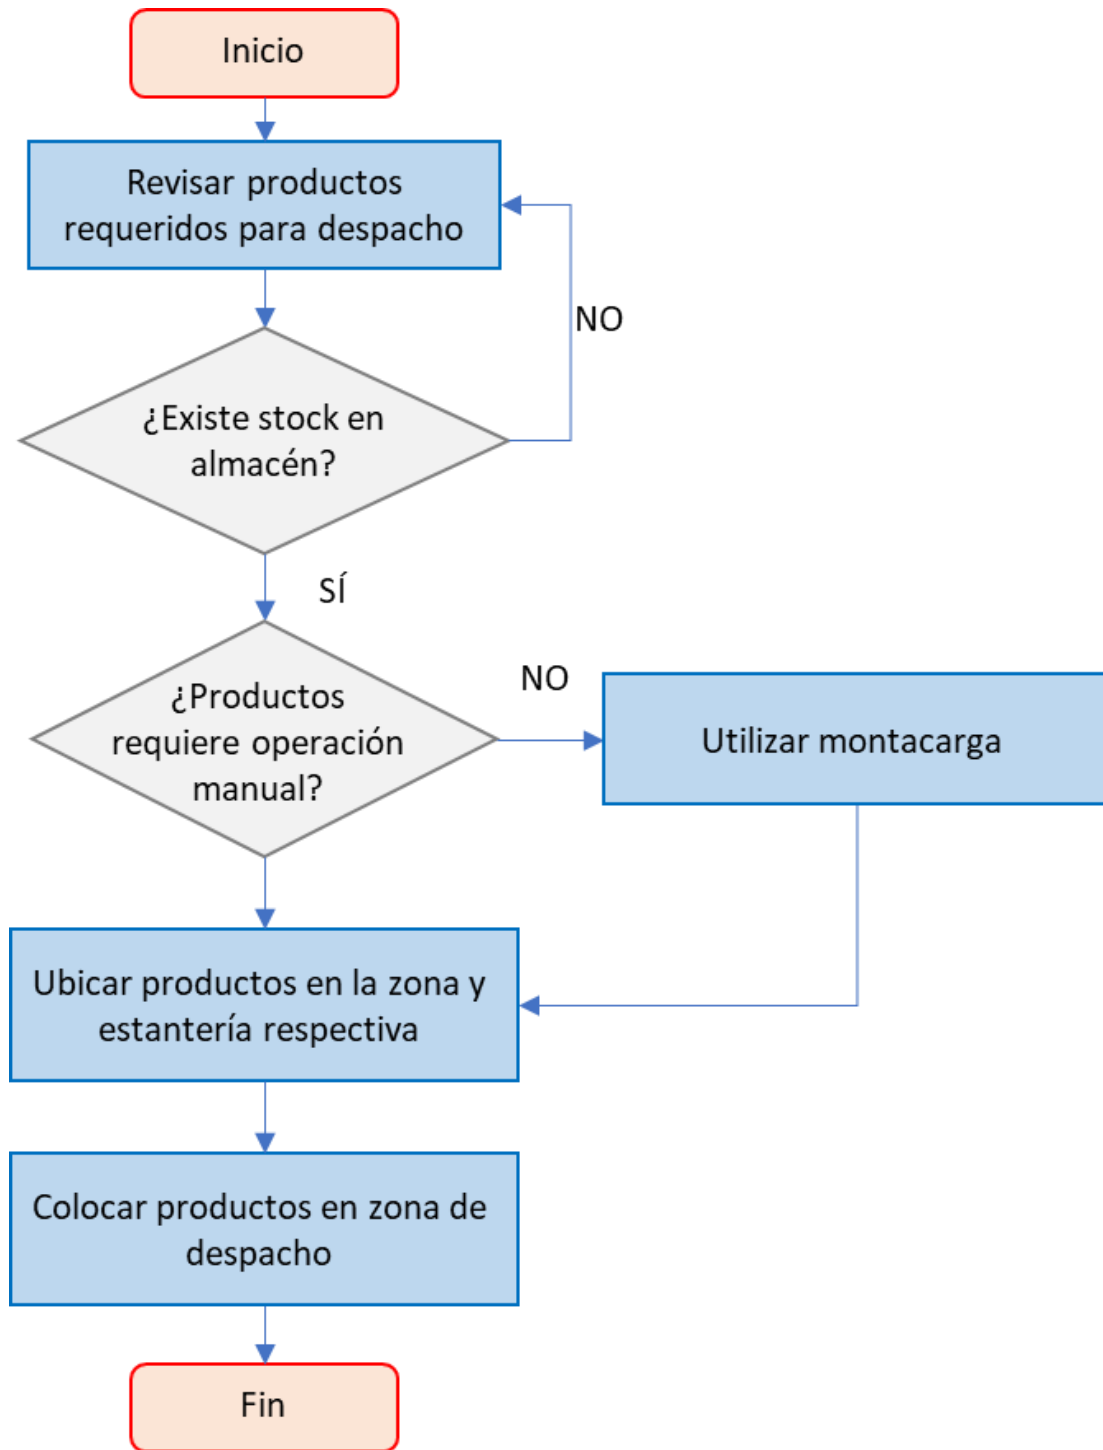 Inicio
Revisar productos
requeridos para despacho
NO
¿Existe stock en
almacén?
SÍ
¿Productos
requiere operación
manual?
NO
Utilizar montacarga
Ubicar productos en la zona y
estantería respectiva
Colocar productos en zona de
despacho
Fin